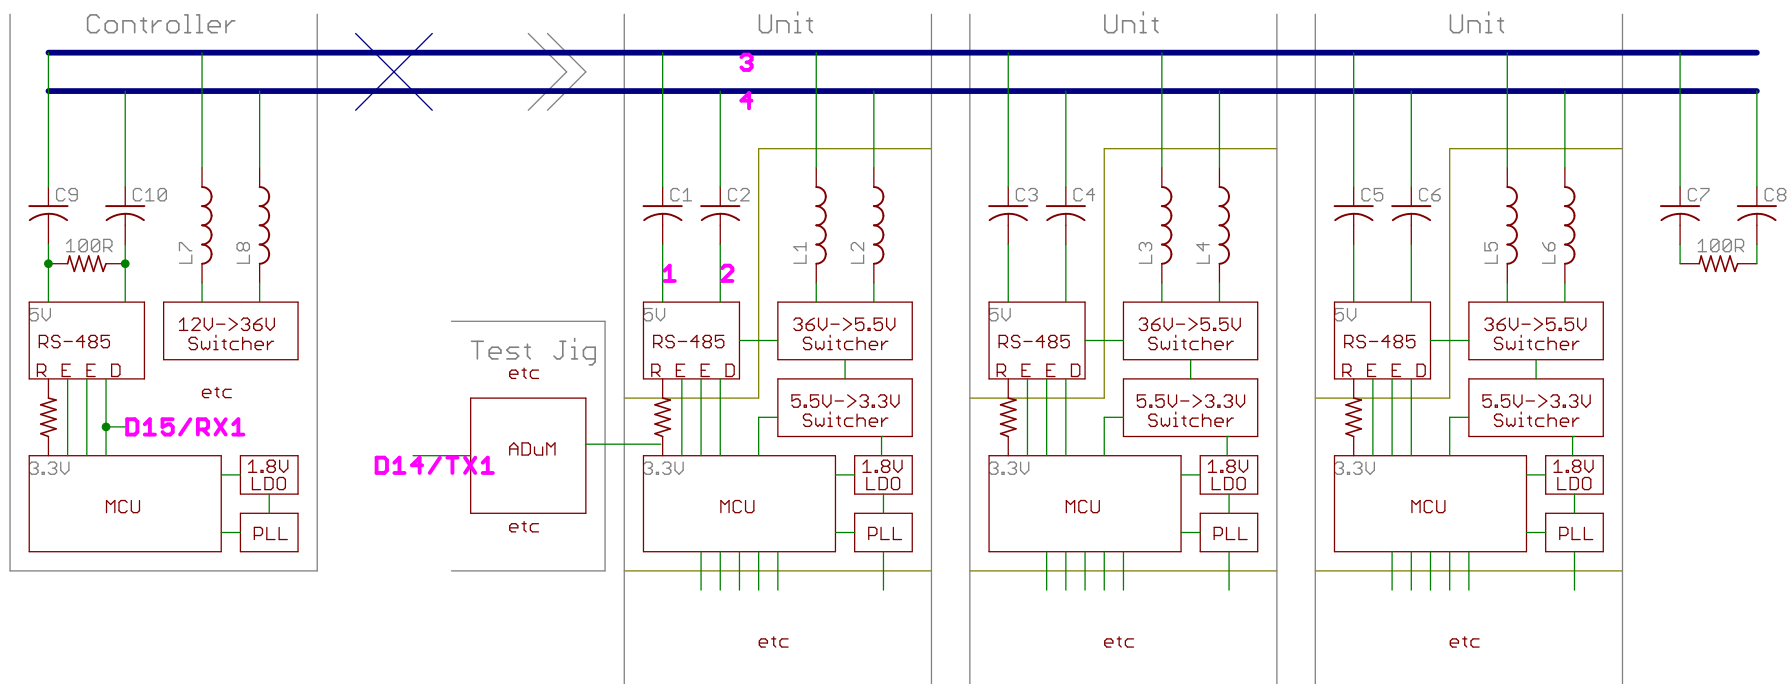 Controller
Unit
Unit
Unit
3
4
C9
C10
C1
C2
C3
C4
C5
C6
C7
C8
L7
L8
L1
L2
L3
L4
L5
L6
100R
100R
1
2
5V
RS-485
R E E D
12V->36V
Switcher
etc
D15/RX1
3.3V
MCU
1.8V
LDO
PLL
Test Jig
etc
ADuM
D14/TX1
etc
5V
RS-485
R E E D
36V->5.5V
Switcher
5.5V->3.3V
Switcher
3.3V
MCU
1.8V
LDO
PLL
etc
5V
RS-485
R E E D
36V->5.5V
Switcher
5.5V->3.3V
Switcher
3.3V
MCU
1.8V
LDO
PLL
etc
5V
RS-485
R E E D
36V->5.5V
Switcher
5.5V->3.3V
Switcher
3.3V
MCU
1.8V
LDO
PLL
etc